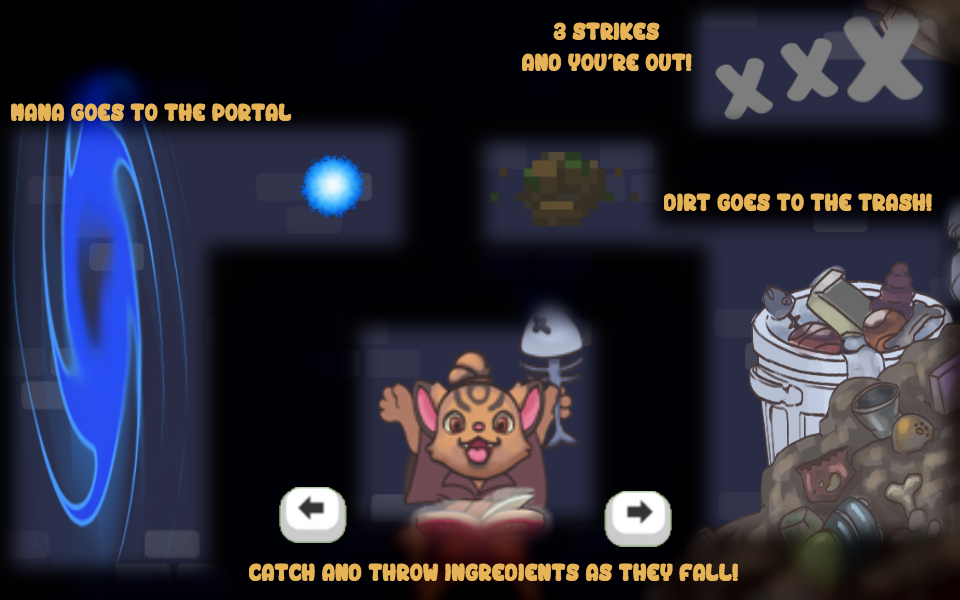 3 STRIKES
AND YOU'RE OUT!
MANA GOES TO THE PORTAL
DIRT GOES TO THE TRASH!
CATCH AND THROW INGREDIENTS AS THEY FALL!